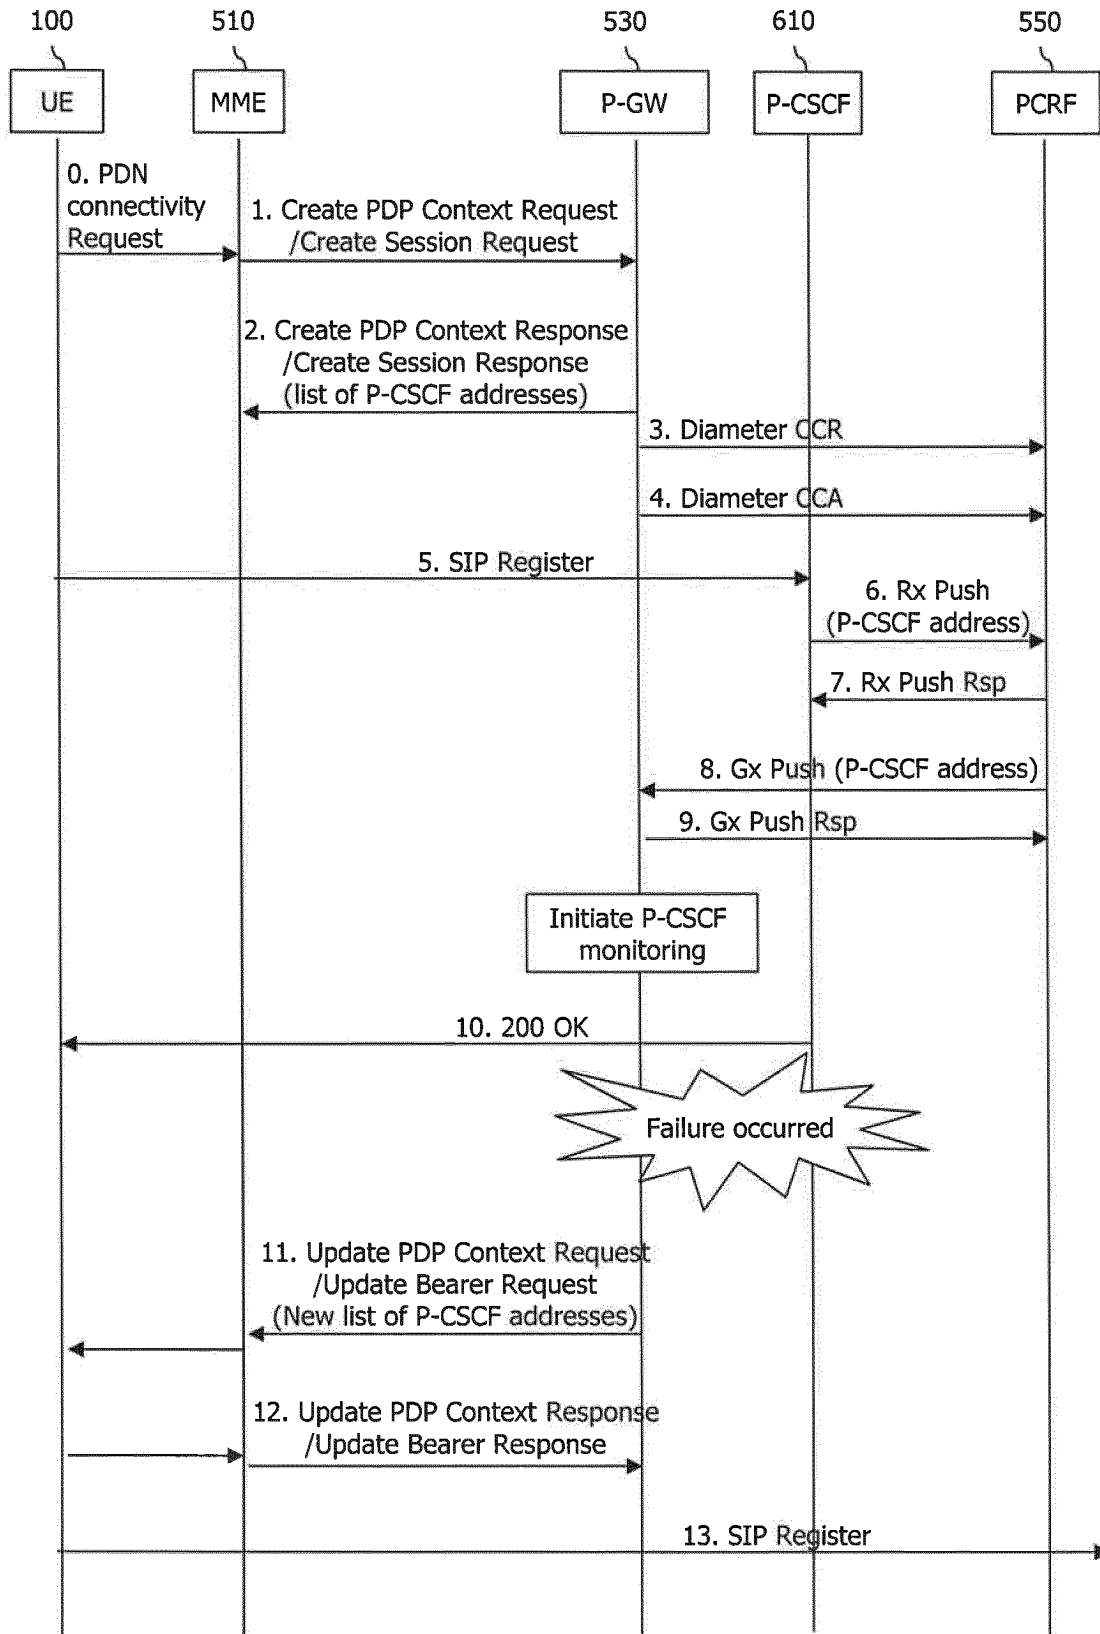 100
510
530
610
550
UE
MME
P-GW
P-CSCF
PCRF
0. PDN
connectivity
Request
1. Create PDP Context Request
/Create Session Request
2. Create PDP Context Response
/Create Session Response
(list of P-CSCF addresses)
3. Diameter CCR
4. Diameter CCA
5. SIP Register
6. Rx Push
(P-CSCF address)
7. Rx Push Rsp
8. Gx Push (P-CSCF address)
9. Gx Push Rsp
Initiate P-CSCF
monitoring
10. 200 OK
Failure occurred
11. Update PDP Context Request
/Update Bearer Request
(New list of P-CSCF addresses)
12. Update PDP Context Response
/Update Bearer Response
13. SIP Register